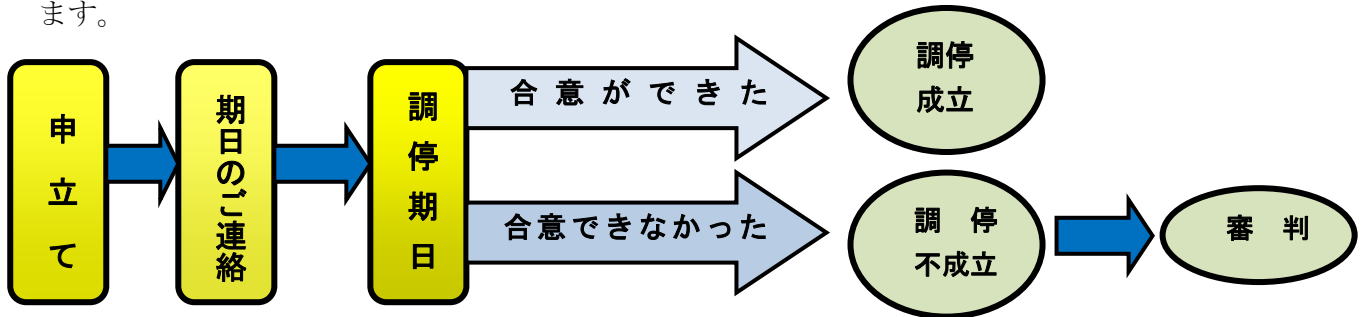 ます。
申立て
期日のご連絡
調停期日
合意ができた
合意できなかった
調停
成立
調 停
不成立
審 判